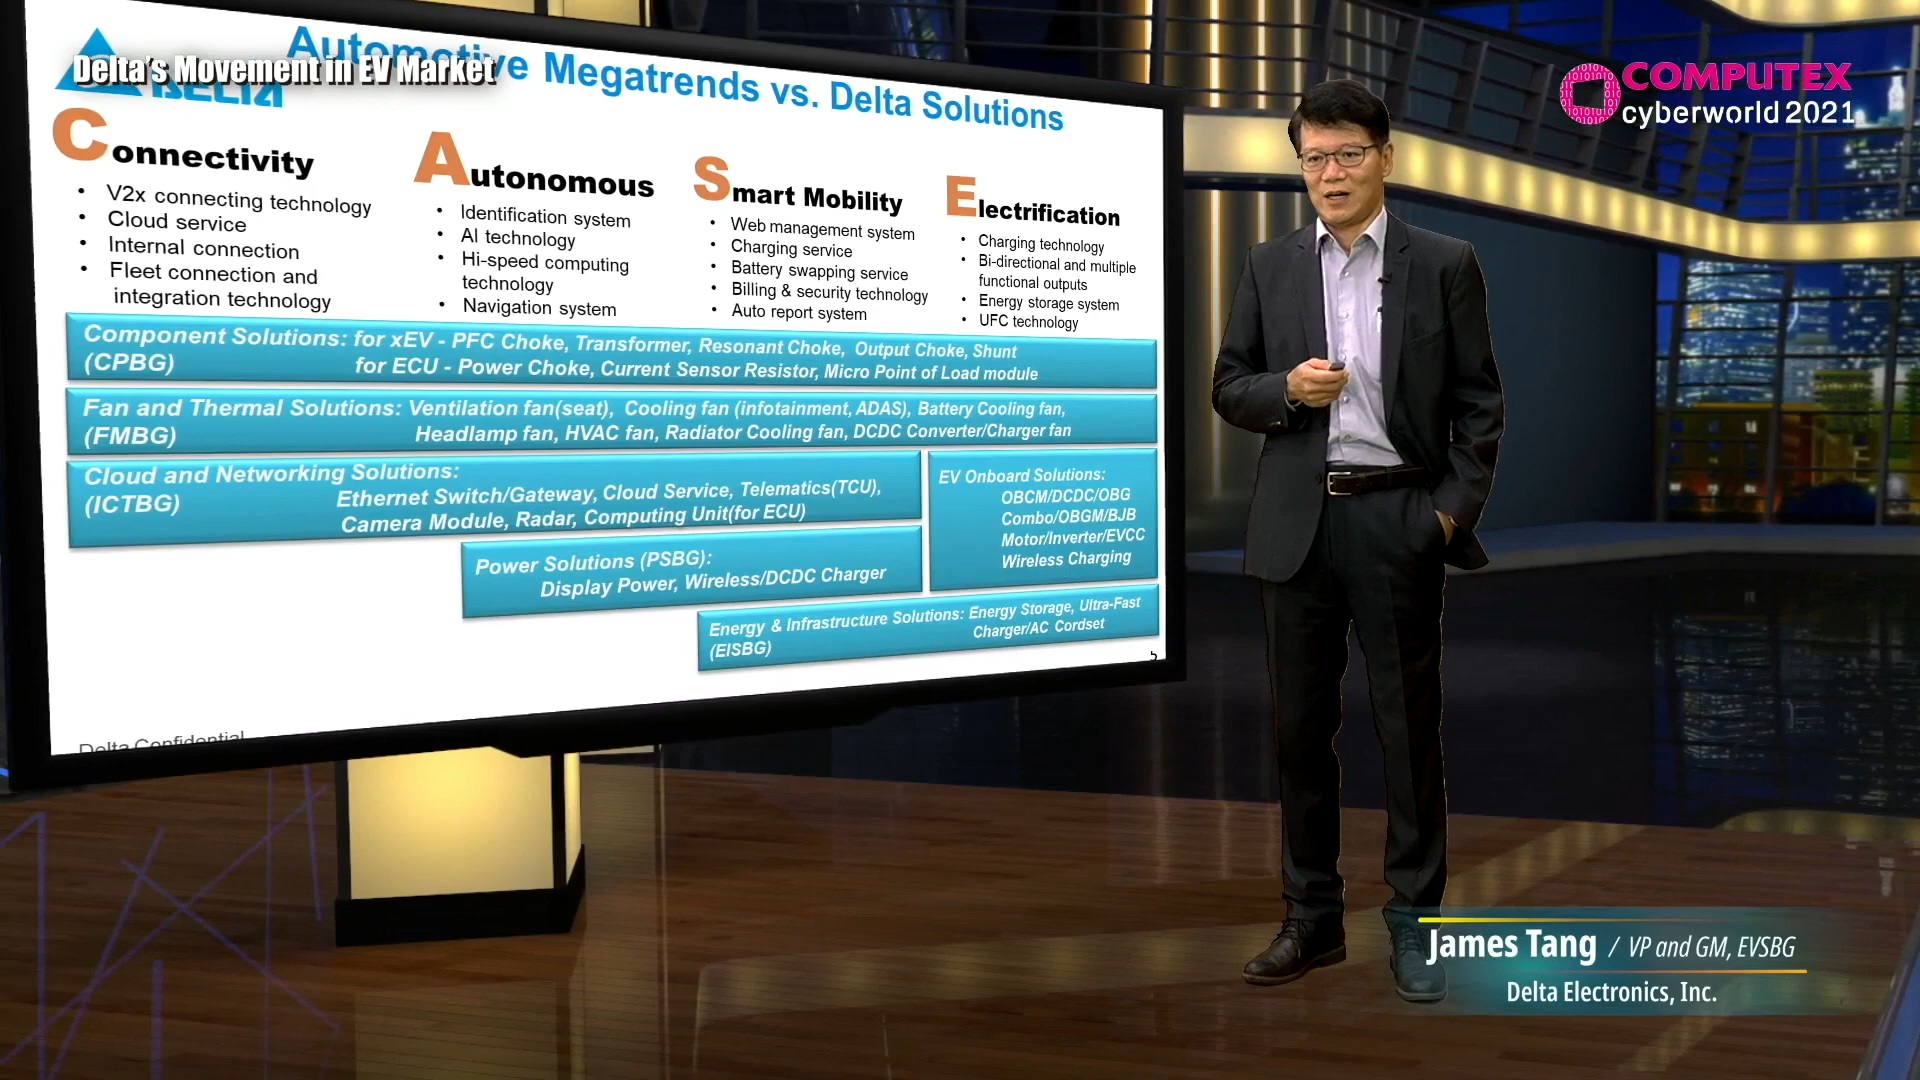 Automotive Megatrends vs. Delta Solutions
Delta's Movement in EV Market
DELTA
COMPUTEX
cyberworld 2021
Connectivity
• V2x connecting technology
• Cloud service
• Internal connection
• Fleet connection and
integration technology
Autonomous
• Identification system
• AI technology
• Hi-speed computing
technology
• Navigation system
Smart Mobility
• Web management system
• Charging service
• Battery swapping service
• Billing & security technology
• Auto report system
Electrification
• Charging technology
• Bi-directional and multiple
functional outputs
• Energy storage system
• UFC technology
Component Solutions: for xEV - PFC Choke, Transformer, Resonant Choke, Output Choke, Shunt
(CPBG) for ECU - Power Choke, Current Sensor Resistor, Micro Point of Load module
Fan and Thermal Solutions: Ventilation fan(seat), Cooling fan (infotainment, ADAS), Battery Cooling fan,
(FMBG) Headlamp fan, HVAC fan, Radiator Cooling fan, DCDC Converter/Charger fan
Cloud and Networking Solutions:
(ICTBG) Ethernet Switch/Gateway, Cloud Service, Telematics(TCU),
Camera Module, Radar, Computing Unit(for ECU)
EV Onboard Solutions:
OBCM/DCDC/OBG
Combo/OBGM/BJB
Motor/Inverter/EVCC
Wireless Charging
Power Solutions (PSBG):
Display Power, Wireless/DCDC Charger
Energy & Infrastructure Solutions: Energy Storage, Ultra-Fast
(EISBG) Charger/AC Cordset
5
Delta Confidential
James Tang / VP and GM, EVSBG
Delta Electronics, Inc.